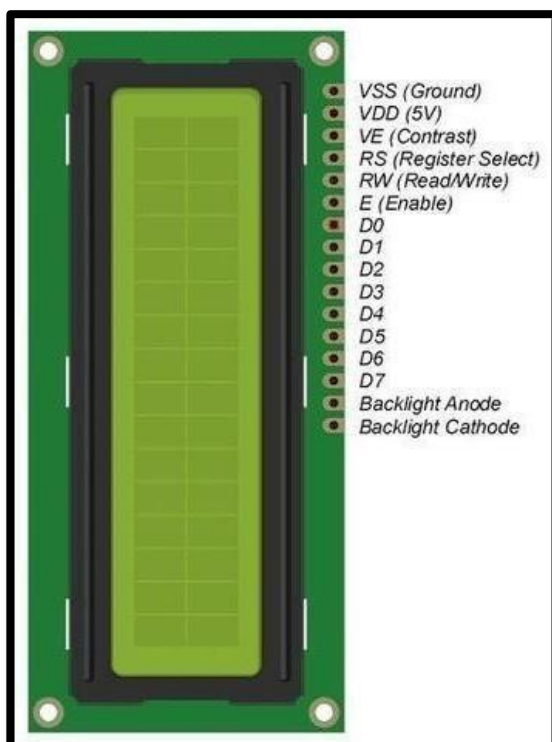 VSS (Ground)
VDD (5V)
VE (Contrast)
RS (Register Select)
RW (Read/Write)
E (Enable)
D0
D1
D2
D3
D4
D5
D6
D7
Backlight Anode
Backlight Cathode